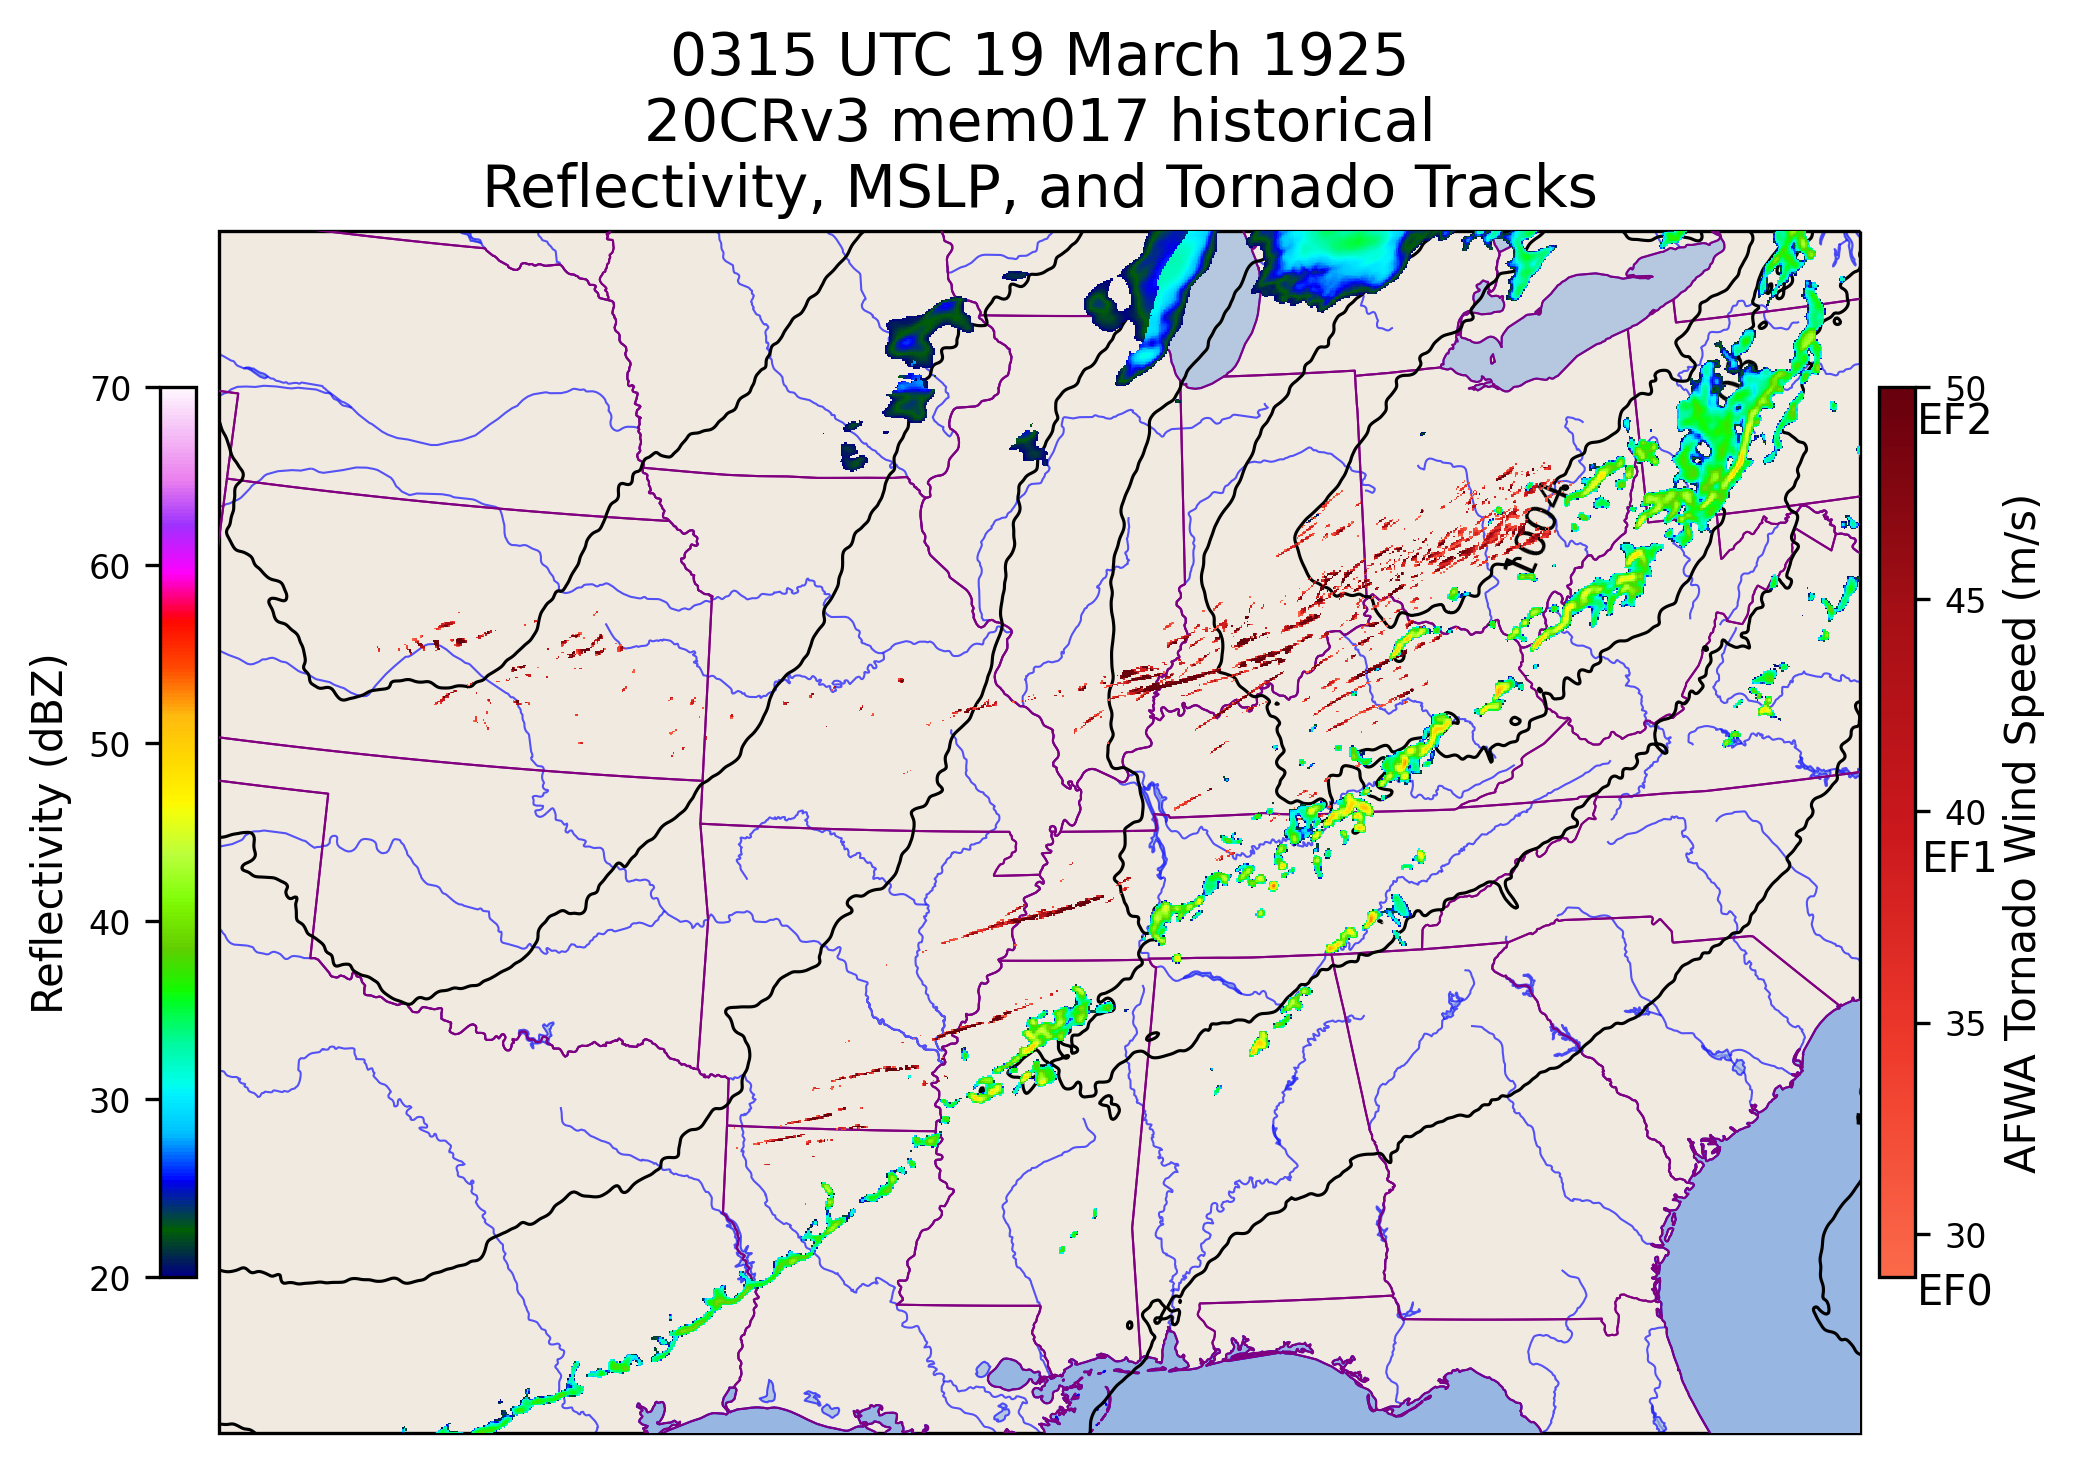 0315 UTC 19 March 1925
20CRv3 mem017 historical
Reflectivity, MSLP, and Tornado Tracks
Reflectivity (dBZ)
70
60
50
40
30
20
1004
50
EF2
45
40
EF1
35
30
EF0
AFWA Tornado Wind Speed (m/s)